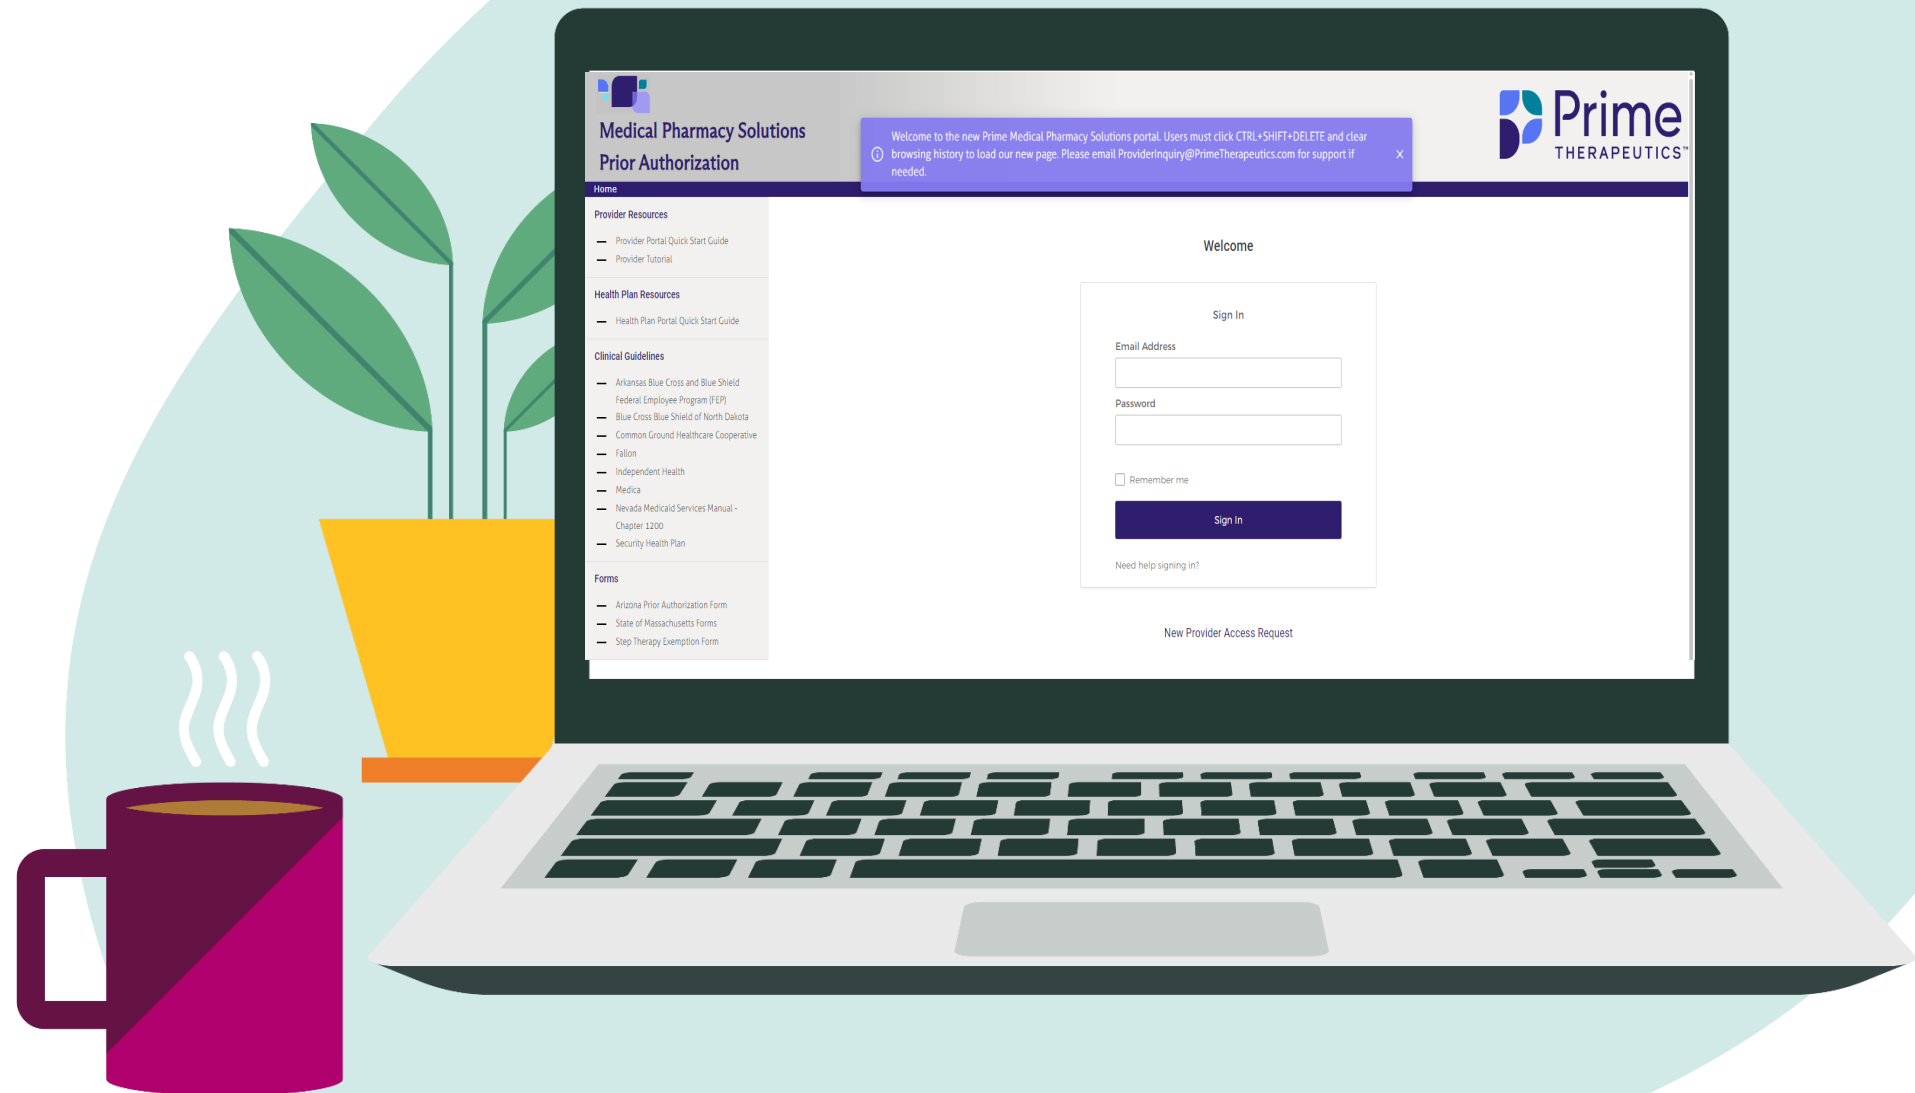 Medical Pharmacy Solutions
Prior Authorization
Welcome to the new Prime Medical Pharmacy Solutions portal. Users must click CTRL+SHIFT+DELETE and clear
browsing history to load our new page. Please email ProviderInquiry@PrimeTherapeutics.com for support if
needed.
X
Prime
THERAPEUTICS™
Home
Provider Resources
Provider Portal Quick Start Guide
Provider Tutorial
Health Plan Resources
Health Plan Portal Quick Start Guide
Clinical Guidelines
Arkansas Blue Cross and Blue Shield
Federal Employee Program (FEP)
Blue Cross Blue Shield of North Dakota
Common Ground Healthcare Cooperative
Fallon
Independent Health
Medica
Nevada Medicaid Services Manual -
Chapter 1200
Security Health Plan
Forms
Arizona Prior Authorization Form
State of Massachusetts Forms
Step Therapy Exemption Form
Welcome
Sign In
Email Address
Password
Remember me
Sign In
Need help signing in?
New Provider Access Request